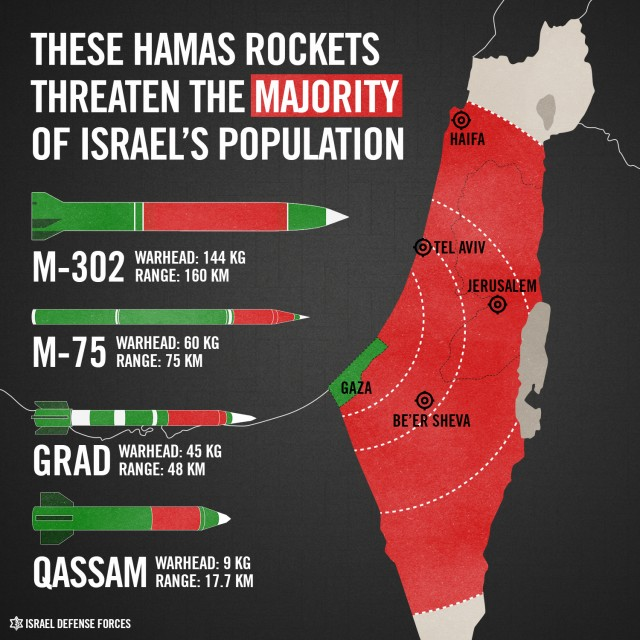 THESE HAMAS ROCKETS
THREATEN THE MAJORITY
OF ISRAEL'S POPULATION
M-302
WARHEAD: 144 KG
RANGE: 160 KM
M-75
WARHEAD: 60 KG
RANGE: 75 KM
GRAD
WARHEAD: 45 KG
RANGE: 48 KM
QASSAM
WARHEAD: 9 KG
RANGE: 17.7 KM
HAIFA
TEL AVIV
JERUSALEM
GAZA
BE'ER SHEVA
ISRAEL DEFENSE FORCES